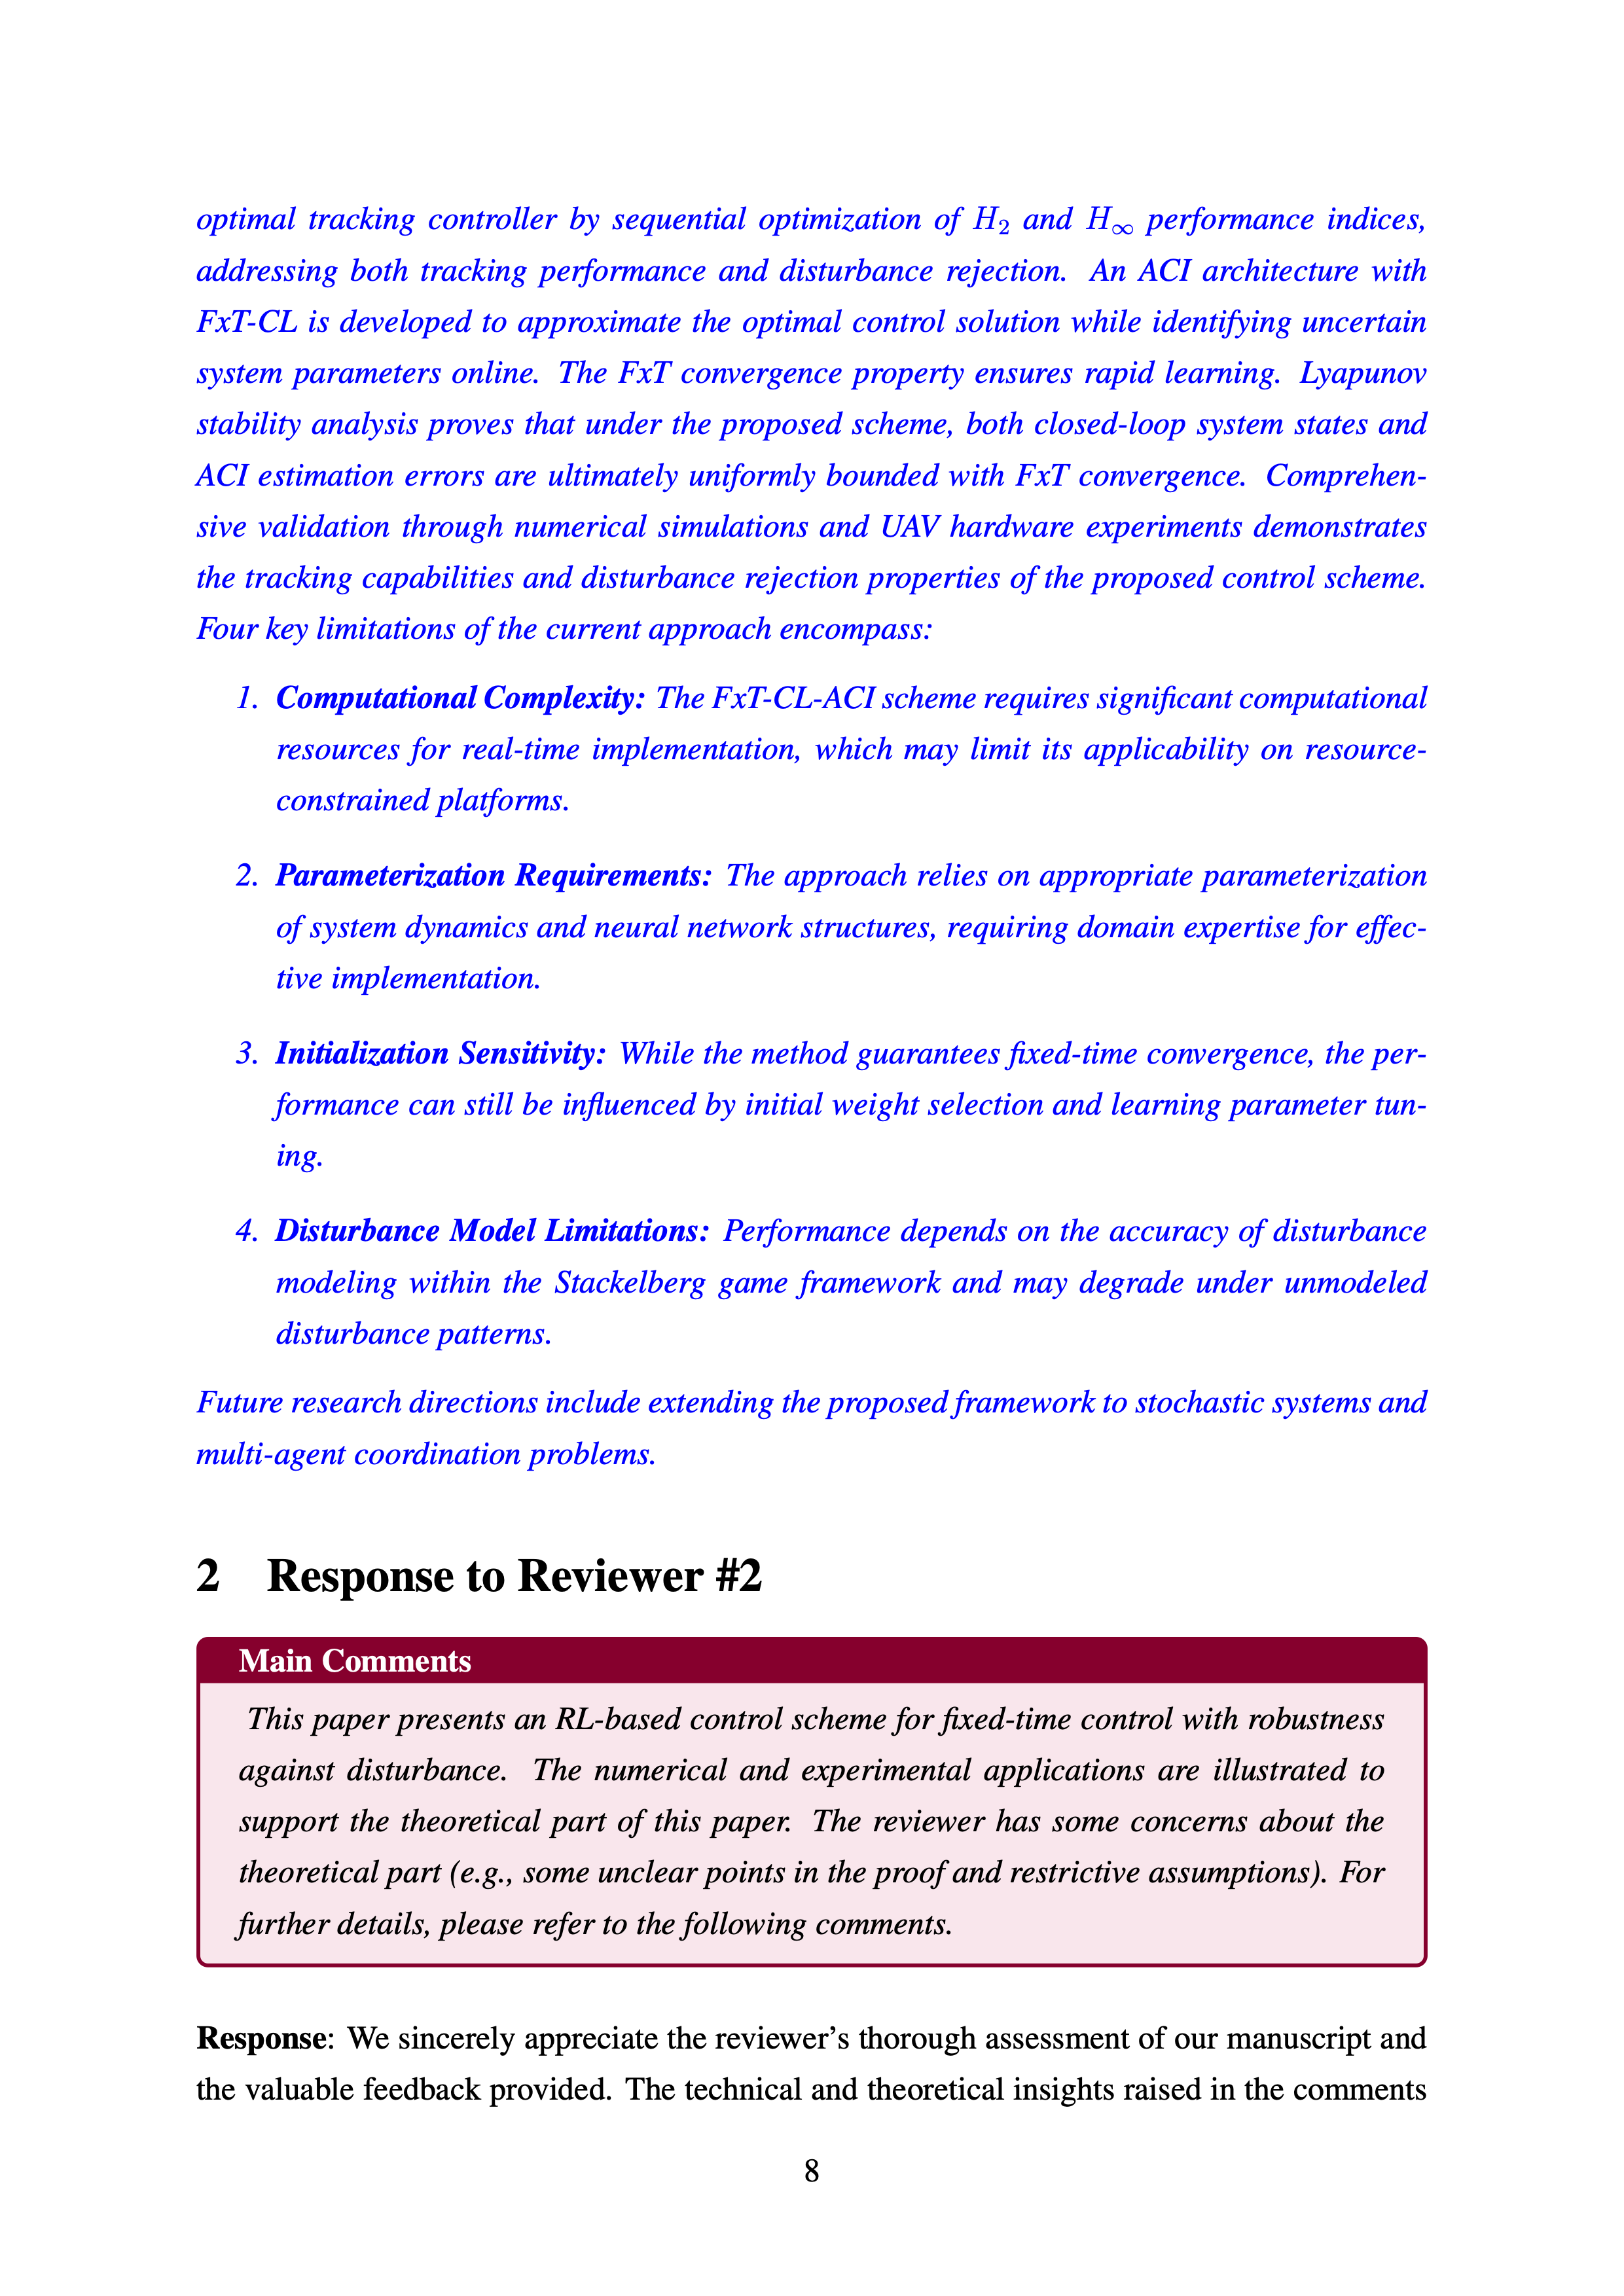 optimal tracking controller by sequential optimization of H₂ and H∞ performance indices,
addressing both tracking performance and disturbance rejection. An ACI architecture with
FxT-CL is developed to approximate the optimal control solution while identifying uncertain
system parameters online. The FxT convergence property ensures rapid learning. Lyapunov
stability analysis proves that under the proposed scheme, both closed-loop system states and
ACI estimation errors are ultimately uniformly bounded with FxT convergence. Comprehen-
sive validation through numerical simulations and UAV hardware experiments demonstrates
the tracking capabilities and disturbance rejection properties of the proposed control scheme.
Four key limitations of the current approach encompass:
1. Computational Complexity: The FxT-CL-ACI scheme requires significant computational
resources for real-time implementation, which may limit its applicability on resource-
constrained platforms.
2. Parameterization Requirements: The approach relies on appropriate parameterization
of system dynamics and neural network structures, requiring domain expertise for effec-
tive implementation.
3. Initialization Sensitivity: While the method guarantees fixed-time convergence, the per-
formance can still be influenced by initial weight selection and learning parameter tun-
ing.
4. Disturbance Model Limitations: Performance depends on the accuracy of disturbance
modeling within the Stackelberg game framework and may degrade under unmodeled
disturbance patterns.
Future research directions include extending the proposed framework to stochastic systems and
multi-agent coordination problems.
2 Response to Reviewer #2
Main Comments
This paper presents an RL-based control scheme for fixed-time control with robustness
against disturbance. The numerical and experimental applications are illustrated to
support the theoretical part of this paper. The reviewer has some concerns about the
theoretical part (e.g., some unclear points in the proof and restrictive assumptions). For
further details, please refer to the following comments.
Response: We sincerely appreciate the reviewer's thorough assessment of our manuscript and
the valuable feedback provided. The technical and theoretical insights raised in the comments
8